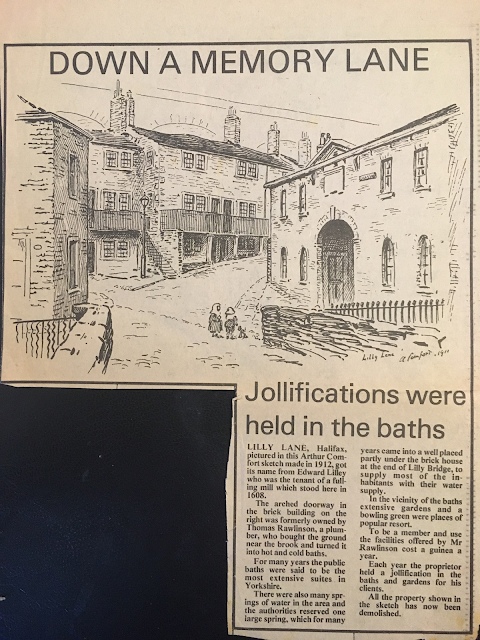 DOWN A MEMORY LANE
Lilly Lane
Jollifications were
held in the baths
LILLY LANE, Halifax,
pictured in this Arthur Com-
fort sketch made in 1912, got
its name from Edward Lilley
who was the tenant of a full-
ing mill which stood here in
1608.
The arched doorway in
the brick building on the
right was formerly owned by
Thomas Rawlinson, a plum-
ber, who bought the ground
near the brook and turned it
into hot and cold baths.
For many years the public
baths were said to be the
most extensive suites in
Yorkshire.
There were also many spr-
ings of water in the area and
the authorities reserved one
large spring, which for many
years came into a well placed
partly under the brick house
at the end of Lilly Bridge, to
supply most of the in-
habitants with their water
supply.
In the vicinity of the baths
extensive gardens and a
bowling green were places of
popular resort.
To be a member and use
the facilities offered by Mr
Rawlinson cost a guinea a
year.
Each year the proprietor
held a jollification in the
baths and gardens for his
clients.
All the property shown in
the sketch has now been
demolished.